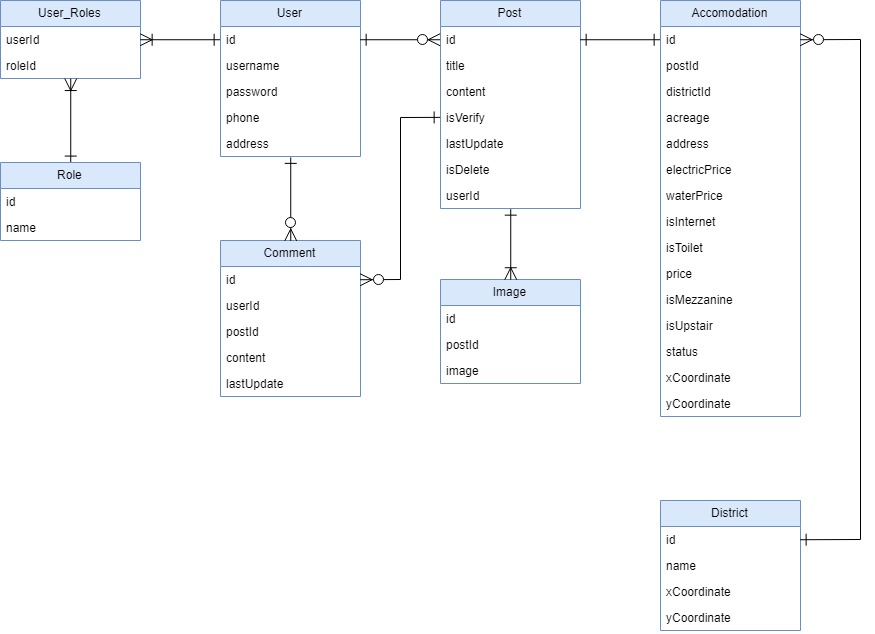 User_Roles
userId
roleId
Role
id
name
User
id
username
password
phone
address
Comment
id
userId
postId
content
lastUpdate
Post
id
title
content
isVerify
lastUpdate
isDelete
userId
Image
id
postId
image
Accomodation
id
postId
districtId
acreage
address
electricPrice
waterPrice
isInternet
isToilet
price
isMezzanine
isUpstair
status
xCoordinate
yCoordinate
District
id
name
xCoordinate
yCoordinate